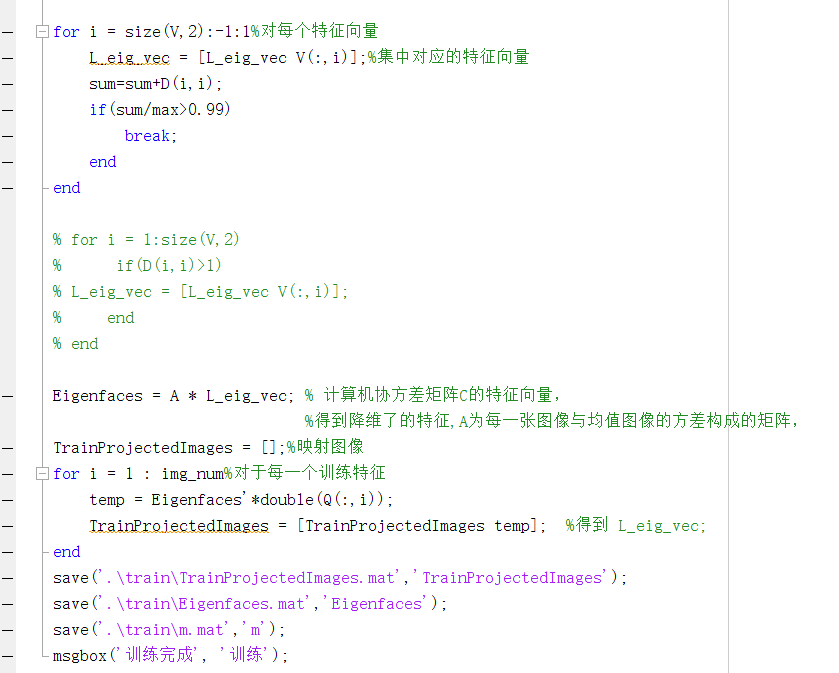 for i = size(V,2):-1:1%对每个特征向量
    L_eig_vec = [L_eig_vec V(:,i)];%集中对应的特征向量
    sum=sum+D(i,i);
    if(sum/max>0.99)
        break;
    end
end
% for i = 1:size(V,2)
%      if(D(i,i)>1)
% L_eig_vec = [L_eig_vec V(:,i)];
%     end
% end
Eigenfaces = A * L_eig_vec; % 计算机协方差矩阵C的特征向量,
%得到降维了的特征,A为每一张图像与均值图像的方差构成的矩阵,
TrainProjectedImages = [];%映射图像
for i = 1 : img_num%对于每一个训练特征
    temp = Eigenfaces'*double(Q(:,i));
    TrainProjectedImages = [TrainProjectedImages temp];  %得到 L_eig_vec;
end
save('.\train\TrainProjectedImages.mat','TrainProjectedImages');
save('.\train\Eigenfaces.mat','Eigenfaces');
save('.\train\m.mat','m');
msgbox('训练完成', '训练');